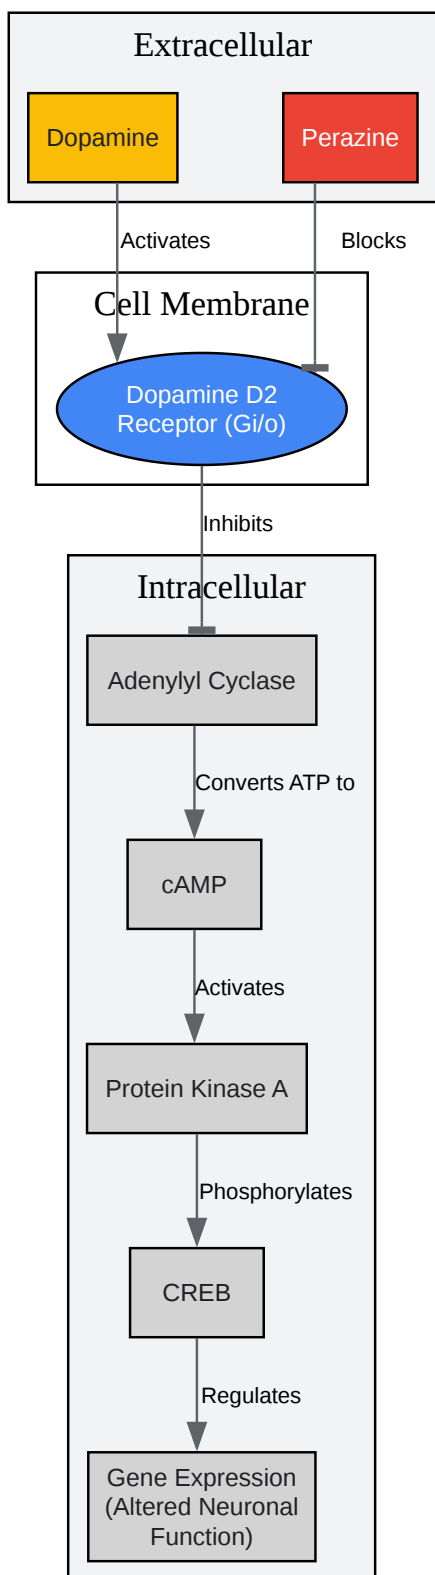 Extracellular
Dopamine
Perazine
Activates
Blocks
Cell Membrane
Dopamine D2
Receptor (Gi/o)
Inhibits
Intracellular
Adenylyl Cyclase
Converts ATP to
cAMP
Activates
Protein Kinase A
Phosphorylates
CREB
Regulates
Gene Expression
(Altered Neuronal
Function)